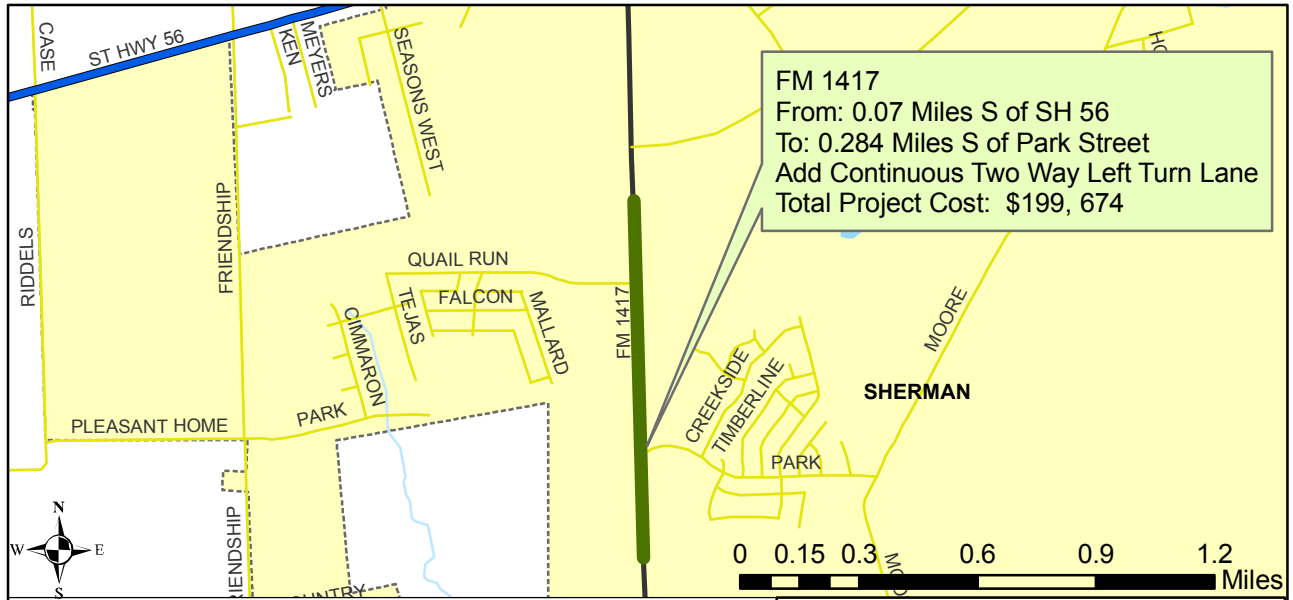 CASE
ST HWY 56
KEN
MEYERS
SEASONS WEST
FM 1417
From: 0.07 Miles S of SH 56
To: 0.284 Miles S of Park Street
Add Continuous Two Way Left Turn Lane
Total Project Cost: $199, 674
RIDDELS
FRIENDSHIP
QUAIL RUN
FALCON
TEJAS
MALLARD
CIMMARON
FM 1417
MOORE
CREEKSIDE
TIMBERLINE
SHERMAN
PLEASANT HOME
PARK
PARK
N
W E
S
0 0.15 0.3 0.6 0.9 1.2
Miles